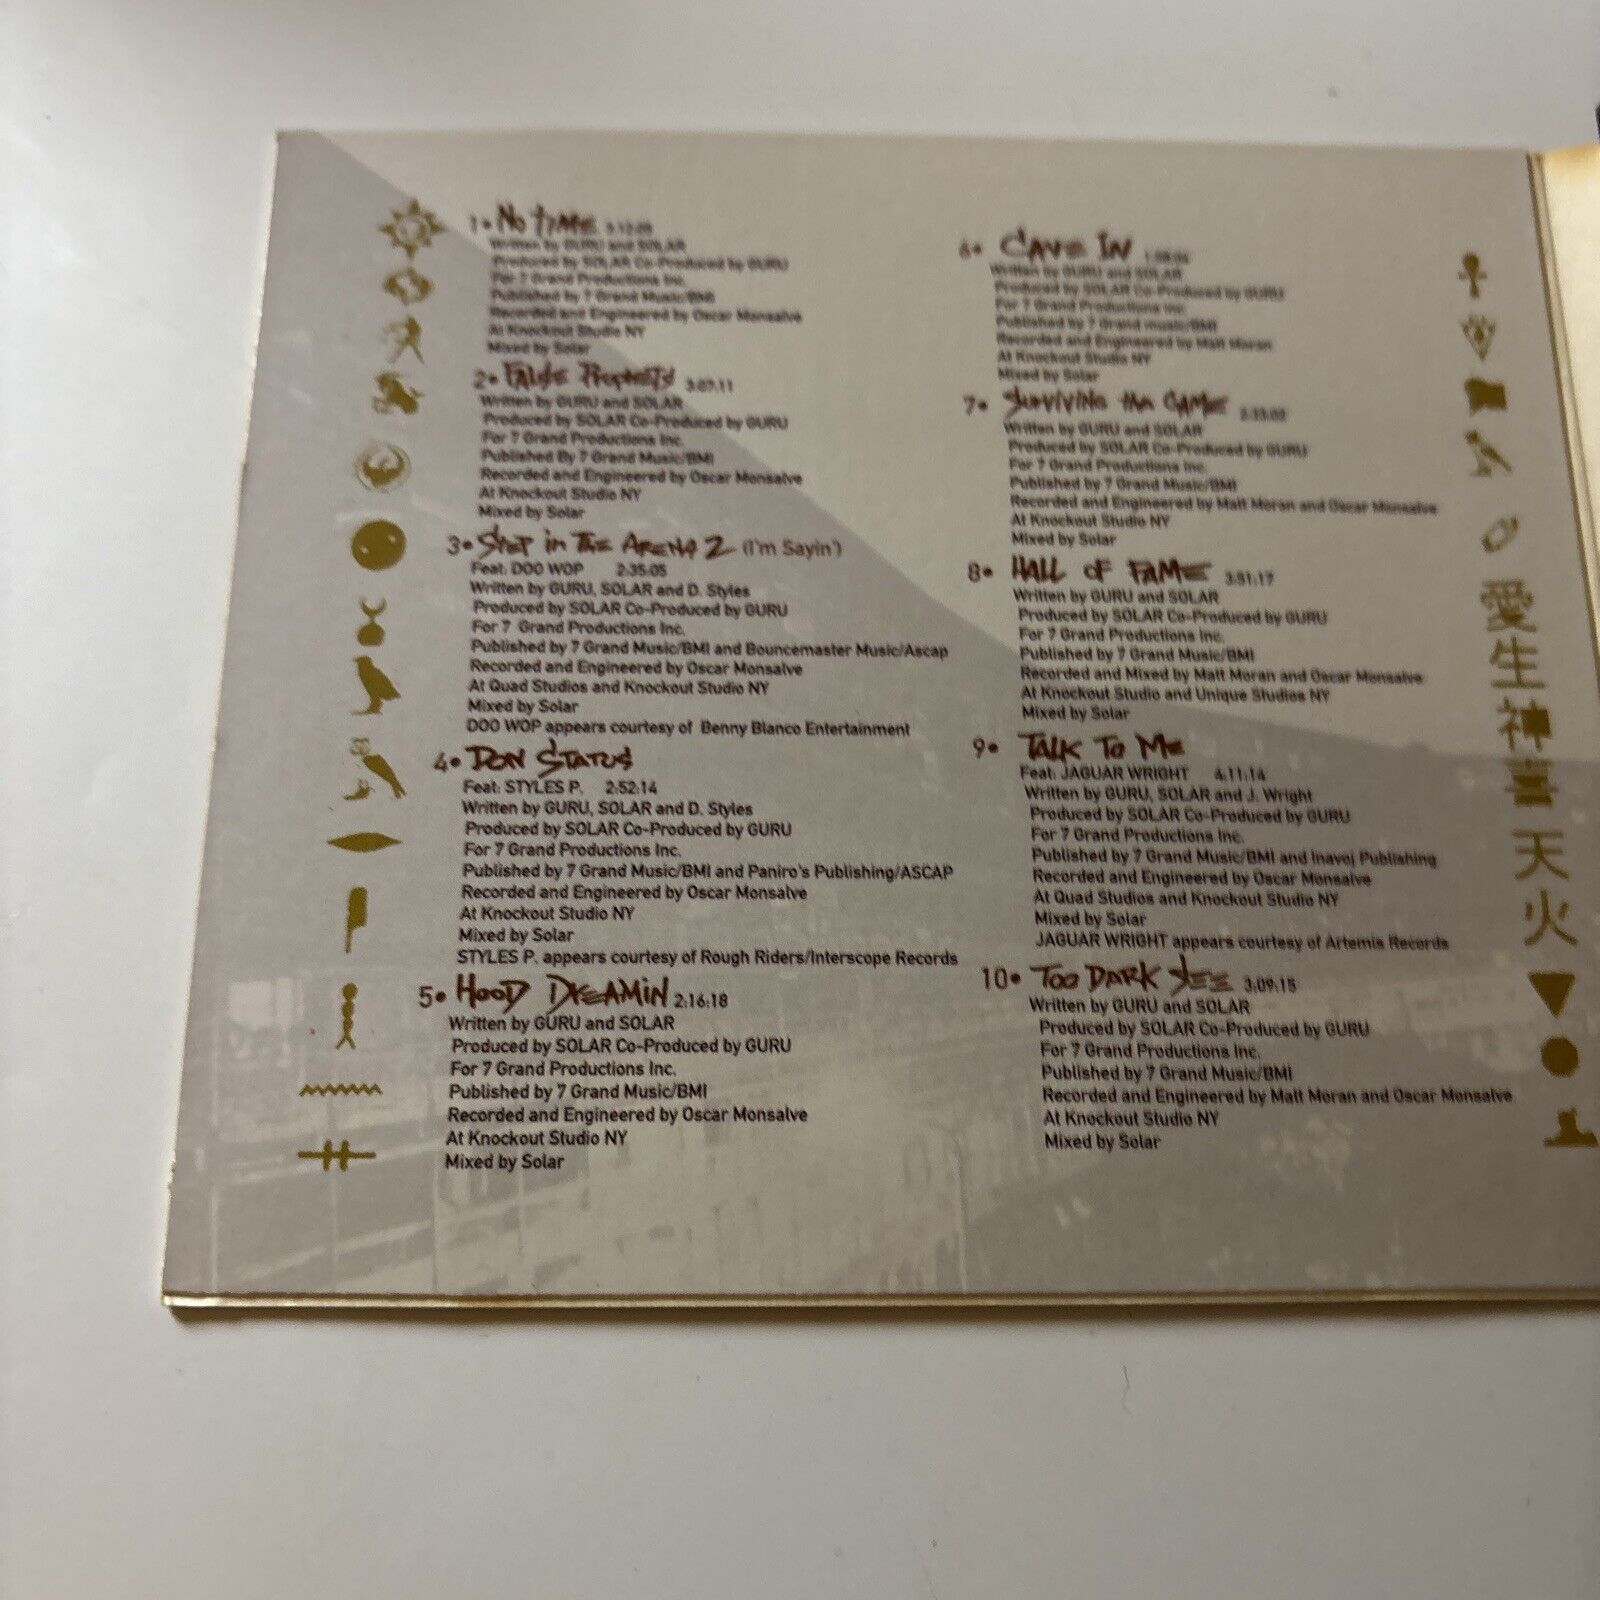 1• No Time
Written by GURU and SOLAR
Produced by SOLAR Co-Produced by GURU
For 7 Grand Productions Inc.
Published by 7 Grand Music/BMI
Recorded and Engineered by Oscar Monsalve
At Knockout Studio NY
Mixed by Solar
2• False Prophets 3:07:11
Written by GURU and SOLAR
Produced by SOLAR Co-Produced by GURU
For 7 Grand Productions Inc.
Published By 7 Grand Music/BMI
Recorded and Engineered by Oscar Monsalve
At Knockout Studio NY
Mixed by Solar
3• Step in The Arena 2 (I'm Sayin')
Feat: DOO WOP 2:35:05
Written by GURU, SOLAR and D. Styles
Produced by SOLAR Co-Produced by GURU
For 7 Grand Productions Inc.
Published by 7 Grand Music/BMI and Bouncemaster Music/Ascap
Recorded and Engineered by Oscar Monsalve
At Quad Studios and Knockout Studio NY
Mixed by Solar
DOO WOP appears courtesy of Benny Blanco Entertainment
4• Don Status
Feat: STYLES P. 2:52:14
Written by GURU, SOLAR and D. Styles
Produced by SOLAR Co-Produced by GURU
For 7 Grand Productions Inc.
Published by 7 Grand Music/BMI and Paniro's Publishing/ASCAP
Recorded and Engineered by Oscar Monsalve
At Knockout Studio NY
Mixed by Solar
STYLES P. appears courtesy of Rough Riders/Interscope Records
5• Hood Dreamin 2:16:18
Written by GURU and SOLAR
Produced by SOLAR Co-Produced by GURU
For 7 Grand Productions Inc.
Published by 7 Grand Music/BMI
Recorded and Engineered by Oscar Monsalve
At Knockout Studio NY
Mixed by Solar
6• Cave In
Written by GURU and SOLAR
Produced by SOLAR Co-Produced by GURU
For 7 Grand Productions Inc.
Published by 7 Grand music/BMI
Recorded and Engineered by Matt Moran
At Knockout Studio NY
Mixed by Solar
7• Surviving tha Game
Written by GURU and SOLAR
Produced by SOLAR Co-Produced by GURU
For 7 Grand Productions Inc.
Published by 7 Grand Music/BMI
Recorded and Engineered by Matt Moran and Oscar Monsalve
At Knockout Studio NY
Mixed by Solar
8• Hall of Fame 3:51:17
Written by GURU and SOLAR
Produced by SOLAR Co-Produced by GURU
For 7 Grand Productions Inc.
Published by 7 Grand Music/BMI
Recorded and Mixed by Matt Moran and Oscar Monsalve
At Knockout Studio and Unique Studios NY
Mixed by Solar
9• Talk To Me
Feat: JAGUAR WRIGHT 4:11:14
Written by GURU, SOLAR and J. Wright
Produced by SOLAR Co-Produced by GURU
For 7 Grand Productions Inc.
Published by 7 Grand Music/BMI and Inavoj Publishing
Recorded and Engineered by Oscar Monsalve
At Quad Studios and Knockout Studio NY
Mixed by Solar
JAGUAR WRIGHT appears courtesy of Artemis Records
10• Too Dark See 3:09:15
Written by GURU and SOLAR
Produced by SOLAR Co-Produced by GURU
For 7 Grand Productions Inc.
Published by 7 Grand Music/BMI
Recorded and Engineered by Matt Moran and Oscar Monsalve
At Knockout Studio NY
Mixed by Solar
愛
生
神
喜
天
火